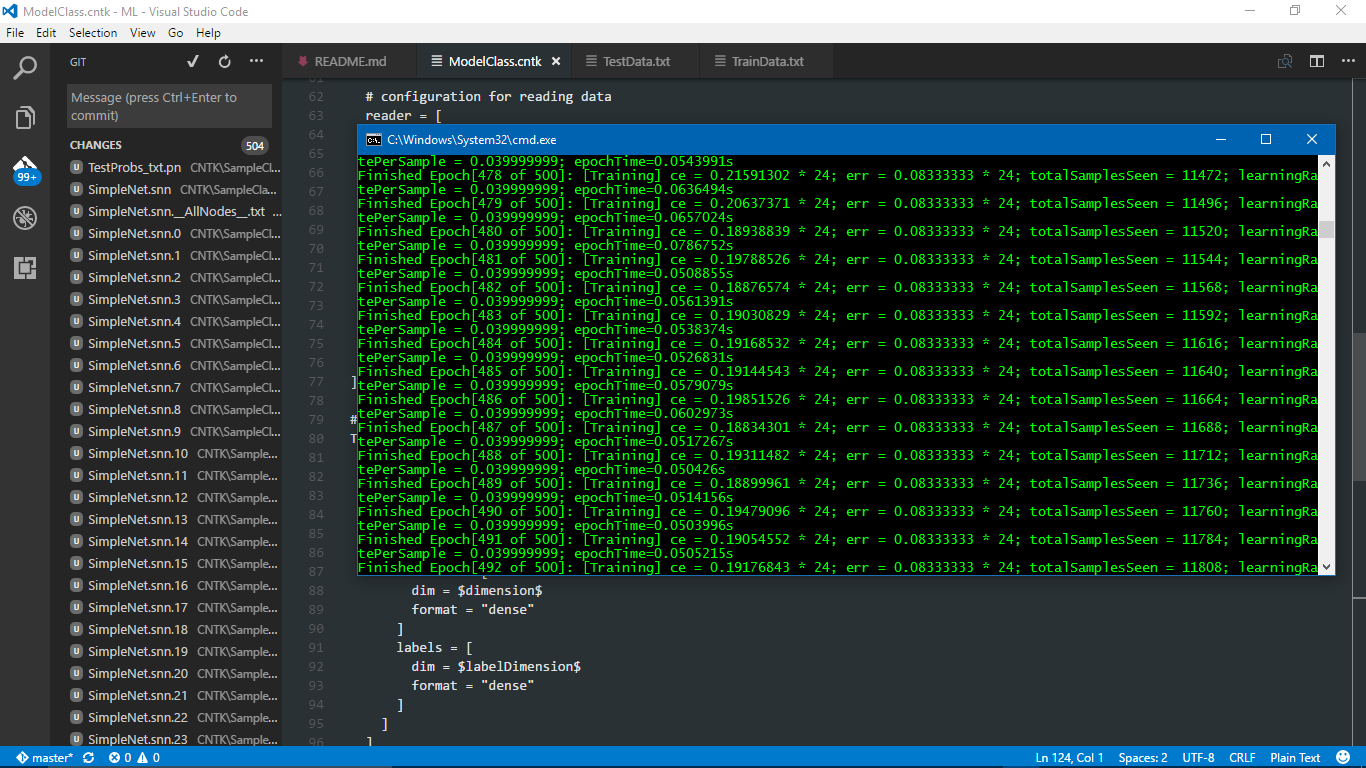 ModelClass.cntk - ML - Visual Studio Code
File Edit Selection View Go Help
GIT
README.md ModelClass.cntk TestData.txt TrainData.txt
Message (press Ctrl+Enter to
commit)
CHANGES 504
99+
U TestProbs_txt.pn CNTK\SampleCl...
U SimpleNet.snn CNTK\SampleCla...
U SimpleNet.snn.__AllNodes__.txt ...
U SimpleNet.snn.0 CNTK\SampleCl...
U SimpleNet.snn.1 CNTK\SampleCl...
U SimpleNet.snn.2 CNTK\SampleCl...
U SimpleNet.snn.3 CNTK\SampleCl...
U SimpleNet.snn.4 CNTK\SampleCl...
U SimpleNet.snn.5 CNTK\SampleCl...
U SimpleNet.snn.6 CNTK\SampleCl...
U SimpleNet.snn.7 CNTK\SampleCl...
U SimpleNet.snn.8 CNTK\SampleCl...
U SimpleNet.snn.9 CNTK\SampleCl...
U SimpleNet.snn.10 CNTK\Sample...
U SimpleNet.snn.11 CNTK\Sample...
U SimpleNet.snn.12 CNTK\Sample...
U SimpleNet.snn.13 CNTK\Sample...
U SimpleNet.snn.14 CNTK\Sample...
U SimpleNet.snn.15 CNTK\Sample...
U SimpleNet.snn.16 CNTK\Sample...
U SimpleNet.snn.17 CNTK\Sample...
U SimpleNet.snn.18 CNTK\Sample...
U SimpleNet.snn.19 CNTK\Sample...
U SimpleNet.snn.20 CNTK\Sample...
U SimpleNet.snn.21 CNTK\Sample...
U SimpleNet.snn.22 CNTK\Sample...
U SimpleNet.snn.23 CNTK\Sample...
61
62 # configuration for reading data
63 reader = [
64
65
66
67
68
69
70
71
72
73
74
75
76
77 ]
78
79 #
80 T
81
82
83
84
85
86
87 [
88 dim = $dimension$
89 format = "dense"
90 ]
91 labels = [
92 dim = $labelDimension$
93 format = "dense"
94 ]
95 ]
96 ]
C:\Windows\System32\cmd.exe
tePerSample = 0.039999999; epochTime=0.0543991s
Finished Epoch[478 of 500]: [Training] ce = 0.21591302 * 24; err = 0.08333333 * 24; totalSamplesSeen = 11472; learningRa
tePerSample = 0.039999999; epochTime=0.0636494s
Finished Epoch[479 of 500]: [Training] ce = 0.20637371 * 24; err = 0.08333333 * 24; totalSamplesSeen = 11496; learningRa
tePerSample = 0.039999999; epochTime=0.0657024s
Finished Epoch[480 of 500]: [Training] ce = 0.18938839 * 24; err = 0.08333333 * 24; totalSamplesSeen = 11520; learningRa
tePerSample = 0.039999999; epochTime=0.0786752s
Finished Epoch[481 of 500]: [Training] ce = 0.19788526 * 24; err = 0.08333333 * 24; totalSamplesSeen = 11544; learningRa
tePerSample = 0.039999999; epochTime=0.0508855s
Finished Epoch[482 of 500]: [Training] ce = 0.18876574 * 24; err = 0.08333333 * 24; totalSamplesSeen = 11568; learningRa
tePerSample = 0.039999999; epochTime=0.0561391s
Finished Epoch[483 of 500]: [Training] ce = 0.19030829 * 24; err = 0.08333333 * 24; totalSamplesSeen = 11592; learningRa
tePerSample = 0.039999999; epochTime=0.0538374s
Finished Epoch[484 of 500]: [Training] ce = 0.19168532 * 24; err = 0.08333333 * 24; totalSamplesSeen = 11616; learningRa
tePerSample = 0.039999999; epochTime=0.0526831s
Finished Epoch[485 of 500]: [Training] ce = 0.19144543 * 24; err = 0.08333333 * 24; totalSamplesSeen = 11640; learningRa
tePerSample = 0.039999999; epochTime=0.0579079s
Finished Epoch[486 of 500]: [Training] ce = 0.19851526 * 24; err = 0.08333333 * 24; totalSamplesSeen = 11664; learningRa
tePerSample = 0.039999999; epochTime=0.0602973s
Finished Epoch[487 of 500]: [Training] ce = 0.18834301 * 24; err = 0.08333333 * 24; totalSamplesSeen = 11688; learningRa
tePerSample = 0.039999999; epochTime=0.0517267s
Finished Epoch[488 of 500]: [Training] ce = 0.19311482 * 24; err = 0.08333333 * 24; totalSamplesSeen = 11712; learningRa
tePerSample = 0.039999999; epochTime=0.050426s
Finished Epoch[489 of 500]: [Training] ce = 0.18899961 * 24; err = 0.08333333 * 24; totalSamplesSeen = 11736; learningRa
tePerSample = 0.039999999; epochTime=0.0514156s
Finished Epoch[490 of 500]: [Training] ce = 0.19479096 * 24; err = 0.08333333 * 24; totalSamplesSeen = 11760; learningRa
tePerSample = 0.039999999; epochTime=0.0503996s
Finished Epoch[491 of 500]: [Training] ce = 0.19054552 * 24; err = 0.08333333 * 24; totalSamplesSeen = 11784; learningRa
tePerSample = 0.039999999; epochTime=0.0505215s
Finished Epoch[492 of 500]: [Training] ce = 0.19176843 * 24; err = 0.08333333 * 24; totalSamplesSeen = 11808; learningRa
master* 0 0 Ln 124, Col 1 Spaces: 2 UTF-8 CRLF Plain Text